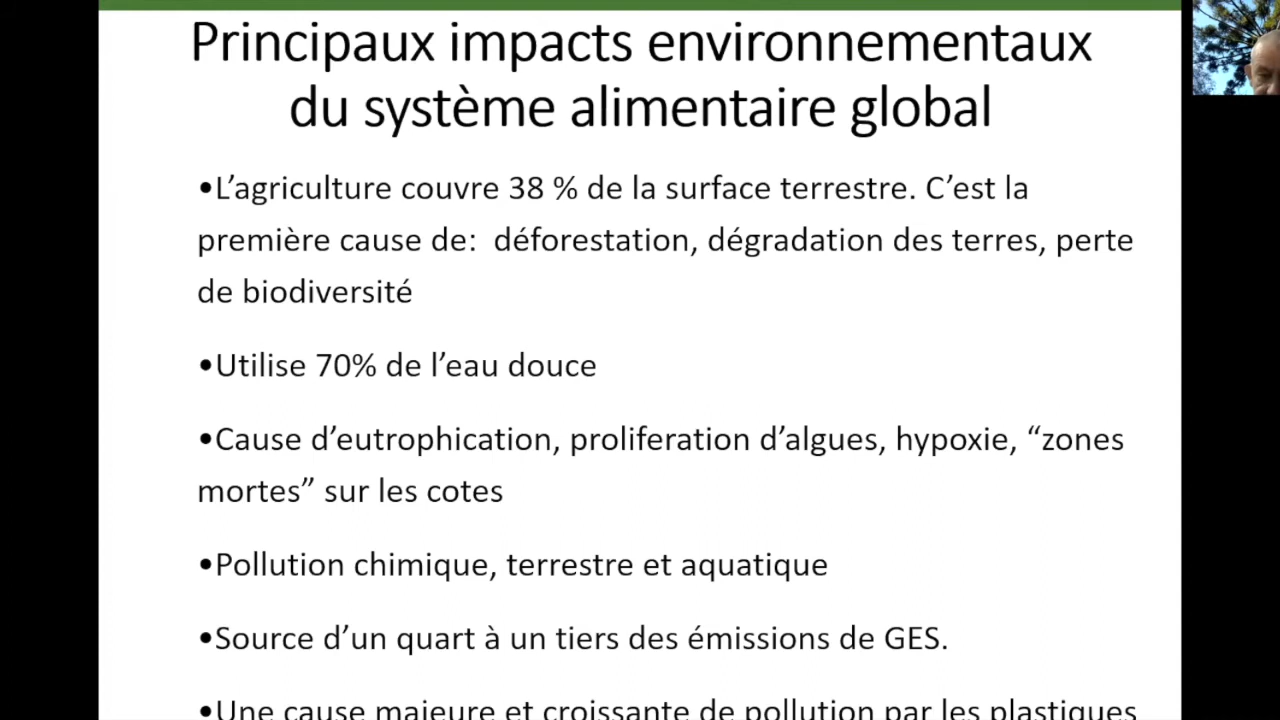 Principaux impacts environnementaux
du système alimentaire global
•L’agriculture couvre 38 % de la surface terrestre. C’est la
première cause de:  déforestation, dégradation des terres, perte
de biodiversité
•Utilise 70% de l’eau douce
•Cause d’eutrophication, proliferation d’algues, hypoxie, “zones
mortes” sur les cotes
•Pollution chimique, terrestre et aquatique
•Source d’un quart à un tiers des émissions de GES.
•Une cause majeure et croissante de pollution par les plastiques